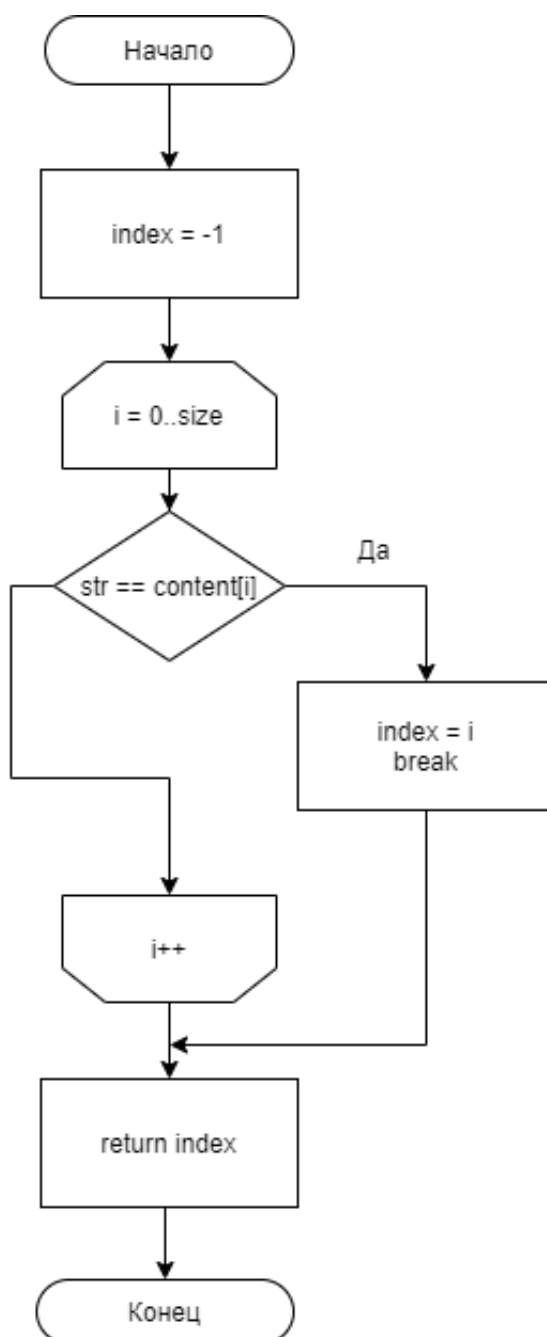 Начало
index = -1
i = 0..size
str == content[i]
Да
index = i
break
i++
return index
Конец